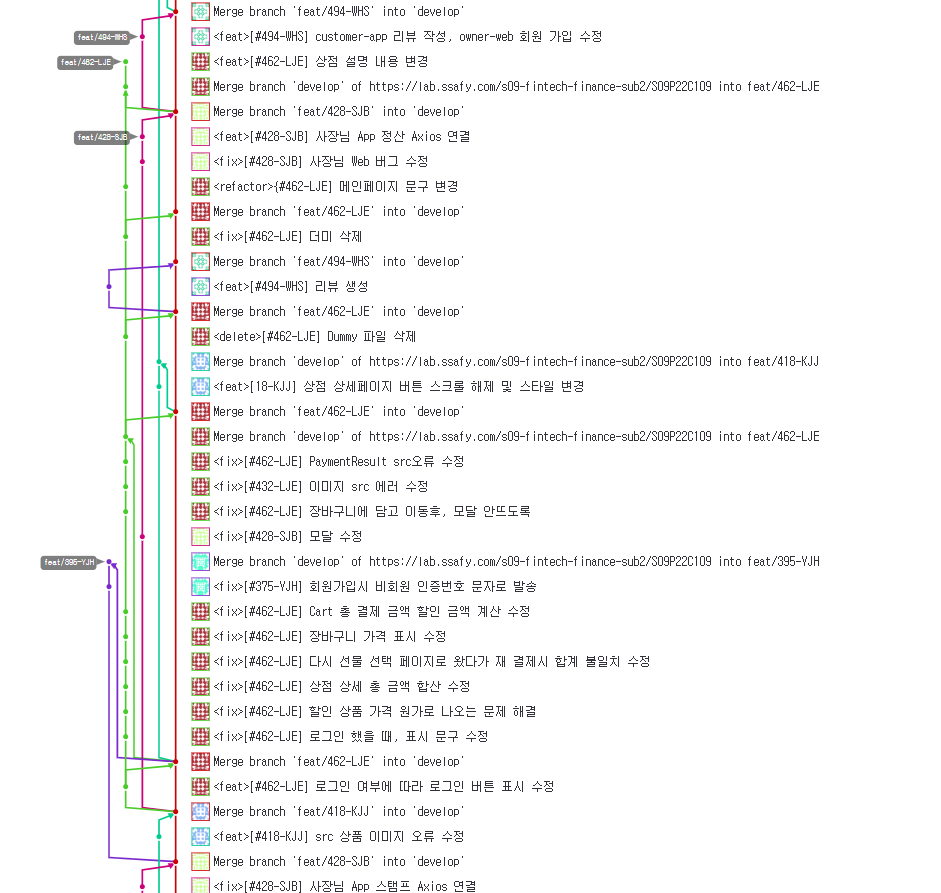 Merge branch 'feat/494-WHS' into 'develop'
feat/494-WHS <feat>[#494-WHS] customer-app 리뷰 작성, owner-web 회원 가입 수정
feat/462-LJE <feat>[#462-LJE] 상점 설명 내용 변경
Merge branch 'develop' of https://lab.ssafy.com/s09-fintech-finance-sub2/S09P22C109 into feat/462-LJE
Merge branch 'feat/428-SJB' into 'develop'
feat/428-SJB <feat>[#428-SJB] 사장님 App 정산 Axios 연결
<fix>[#428-SJB] 사장님 Web 버그 수정
<refactor>{#462-LJE] 메인페이지 문구 변경
Merge branch 'feat/462-LJE' into 'develop'
<fix>[#462-LJE] 더미 삭제
Merge branch 'feat/494-WHS' into 'develop'
<feat>[#494-WHS] 리뷰 생성
Merge branch 'feat/462-LJE' into 'develop'
<delete>[#462-LJE] Dummy 파일 삭제
Merge branch 'develop' of https://lab.ssafy.com/s09-fintech-finance-sub2/S09P22C109 into feat/418-KJJ
<feat>[18-KJJ] 상점 상세페이지 버튼 스크롤 해제 및 스타일 변경
Merge branch 'feat/462-LJE' into 'develop'
Merge branch 'develop' of https://lab.ssafy.com/s09-fintech-finance-sub2/S09P22C109 into feat/462-LJE
<fix>[#462-LJE] PaymentResult src오류 수정
<fix>[#432-LJE] 이미지 src 에러 수정
<fix>[#462-LJE] 장바구니에 담고 이동후, 모달 안뜨도록
<fix>[#428-SJB] 모달 수정
feat/395-YJH Merge branch 'develop' of https://lab.ssafy.com/s09-fintech-finance-sub2/S09P22C109 into feat/395-YJH
<fix>[#375-YJH] 회원가입시 비회원 인증번호 문자로 발송
<fix>[#462-LJE] Cart 총 결제 금액 할인 금액 계산 수정
<fix>[#462-LJE] 장바구니 가격 표시 수정
<fix>[#462-LJE] 다시 선물 선택 페이지로 왔다가 재 결제시 합계 불일치 수정
<fix>[#462-LJE] 상점 상세 총 금액 합산 수정
<fix>[#462-LJE] 할인 상품 가격 원가로 나오는 문제 해결
<fix>[#462-LJE] 로그인 했을 때, 표시 문구 수정
Merge branch 'feat/462-LJE' into 'develop'
<feat>[#462-LJE] 로그인 여부에 따라 로그인 버튼 표시 수정
Merge branch 'feat/418-KJJ' into 'develop'
<feat>[#418-KJJ] src 상품 이미지 오류 수정
Merge branch 'feat/428-SJB' into 'develop'
<fix>[#428-SJB] 사장님 App 스탬프 Axios 연결